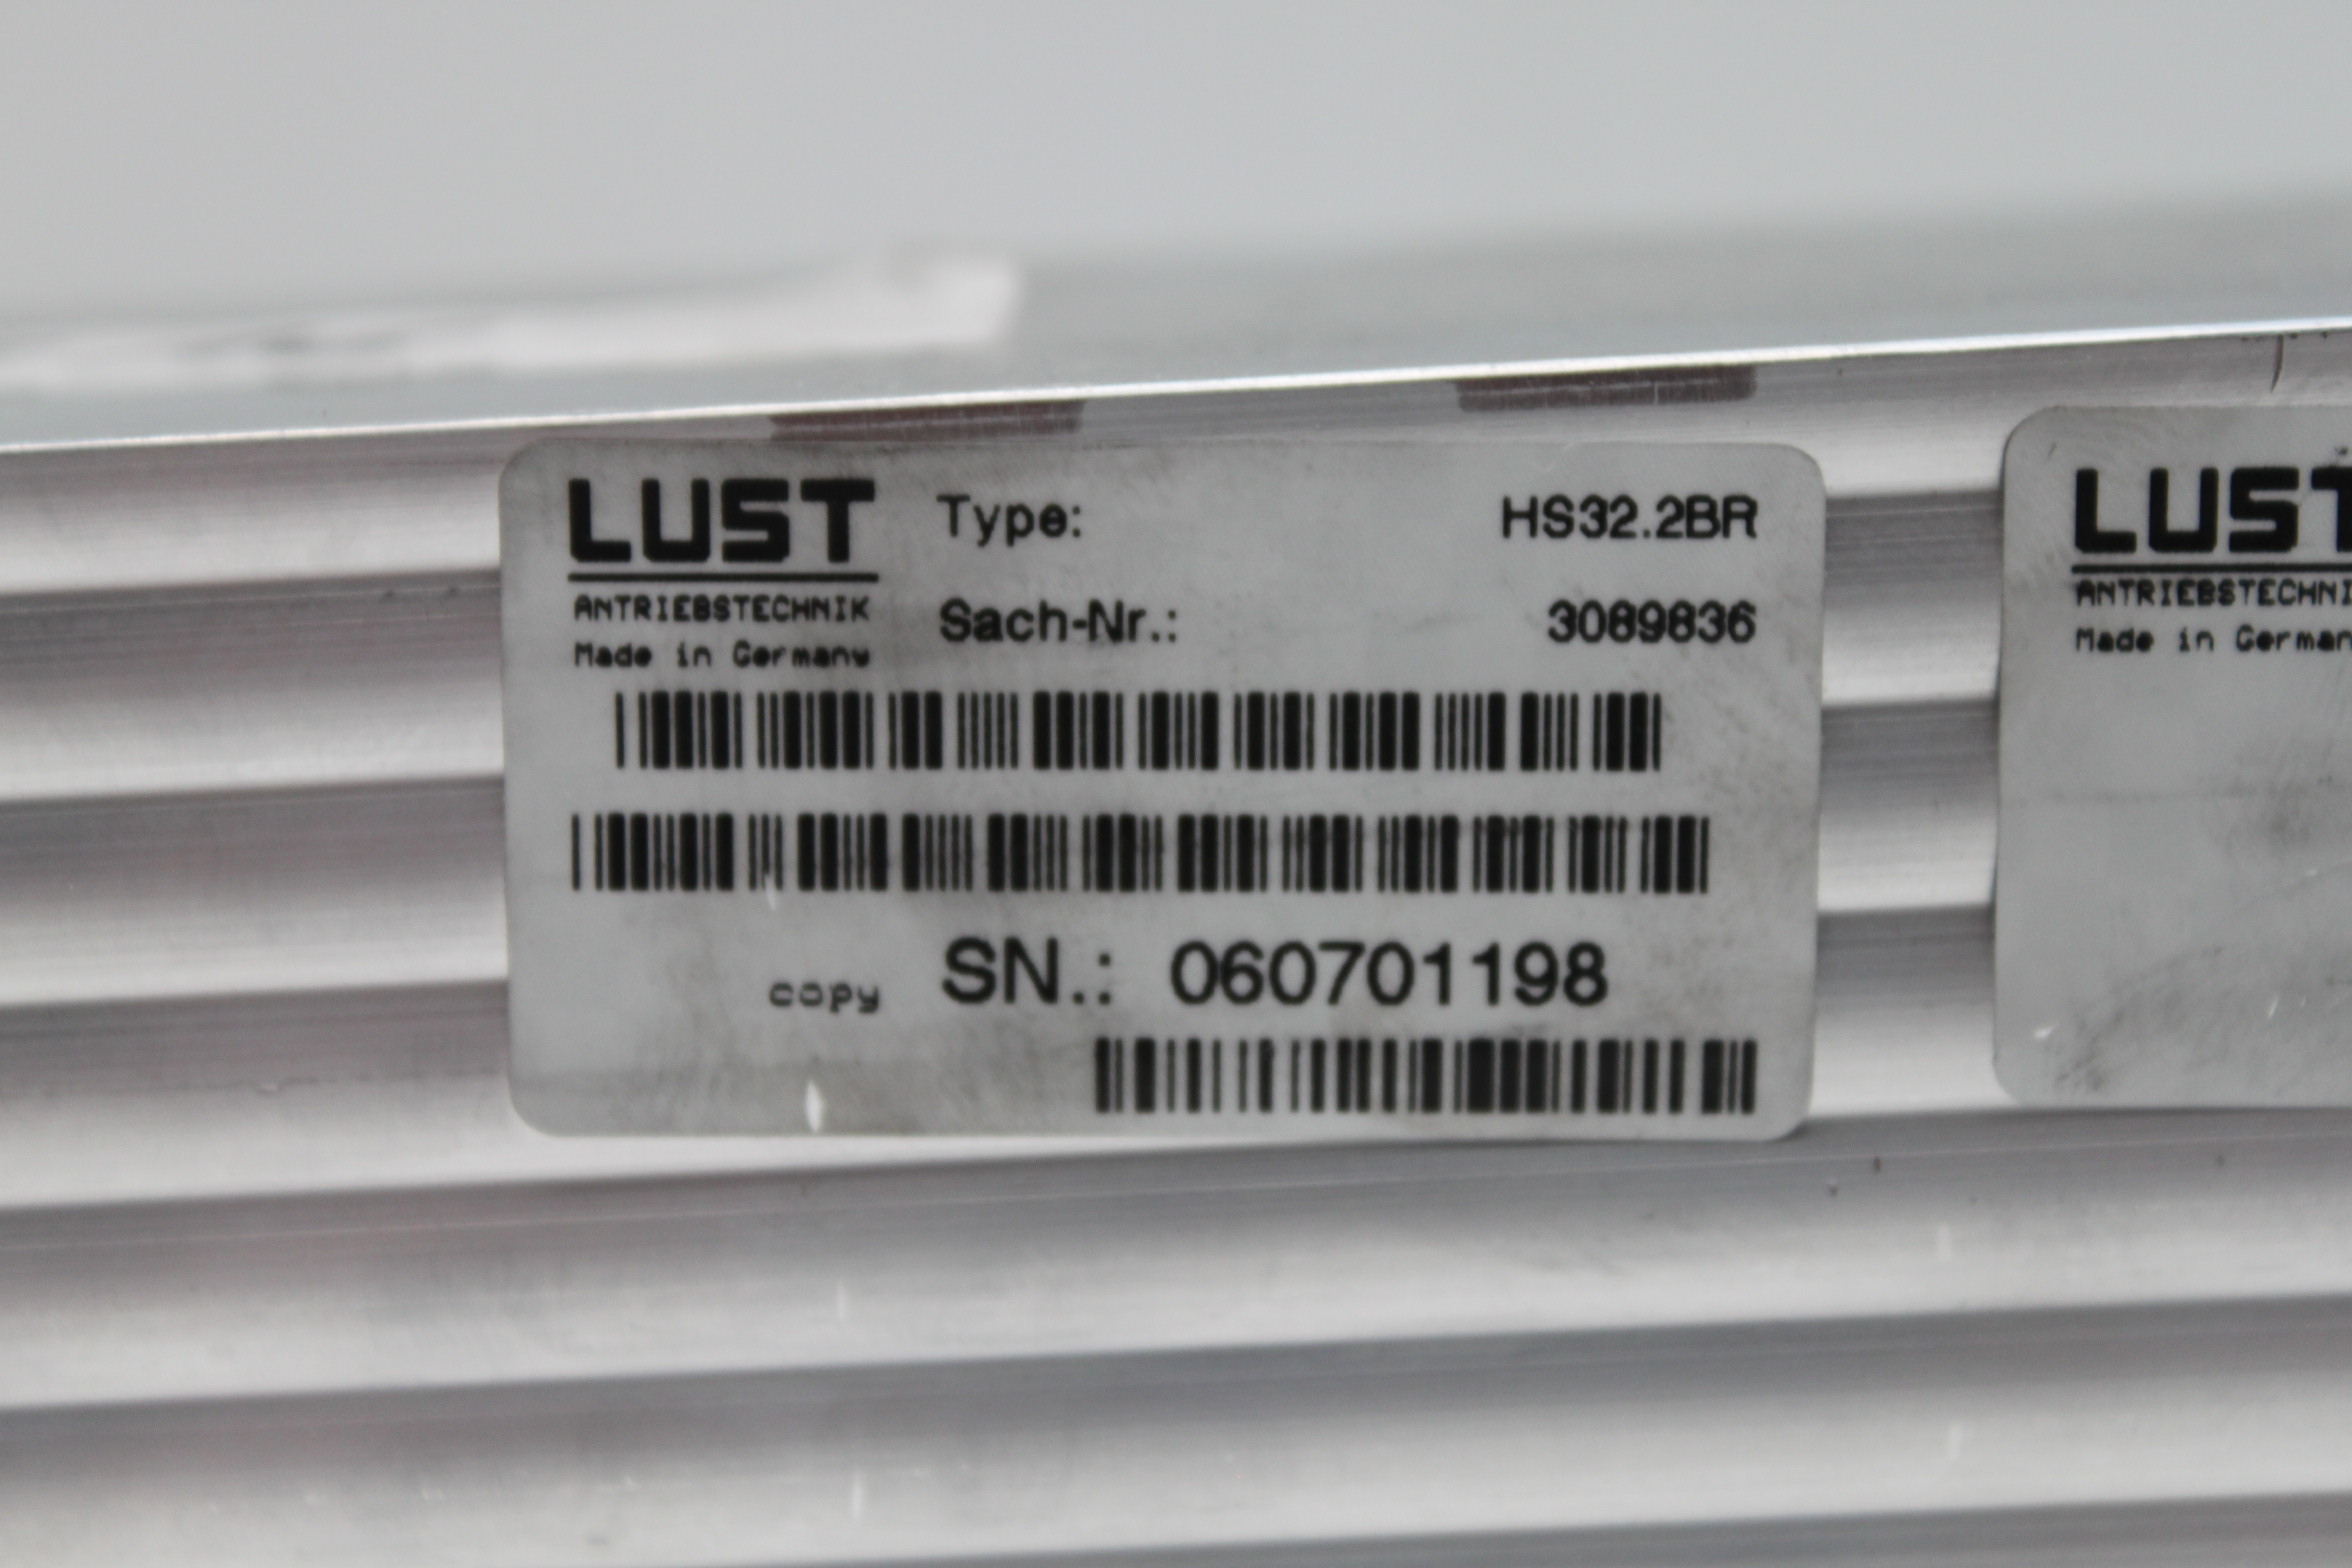 LUST
ANTRIEBSTECHNIK
Made in Germany
Type: HS32.2BR
Sach-Nr.: 3089836
copy SN.: 060701198
LUST
ANTRIEBSTECHNI
Made in German